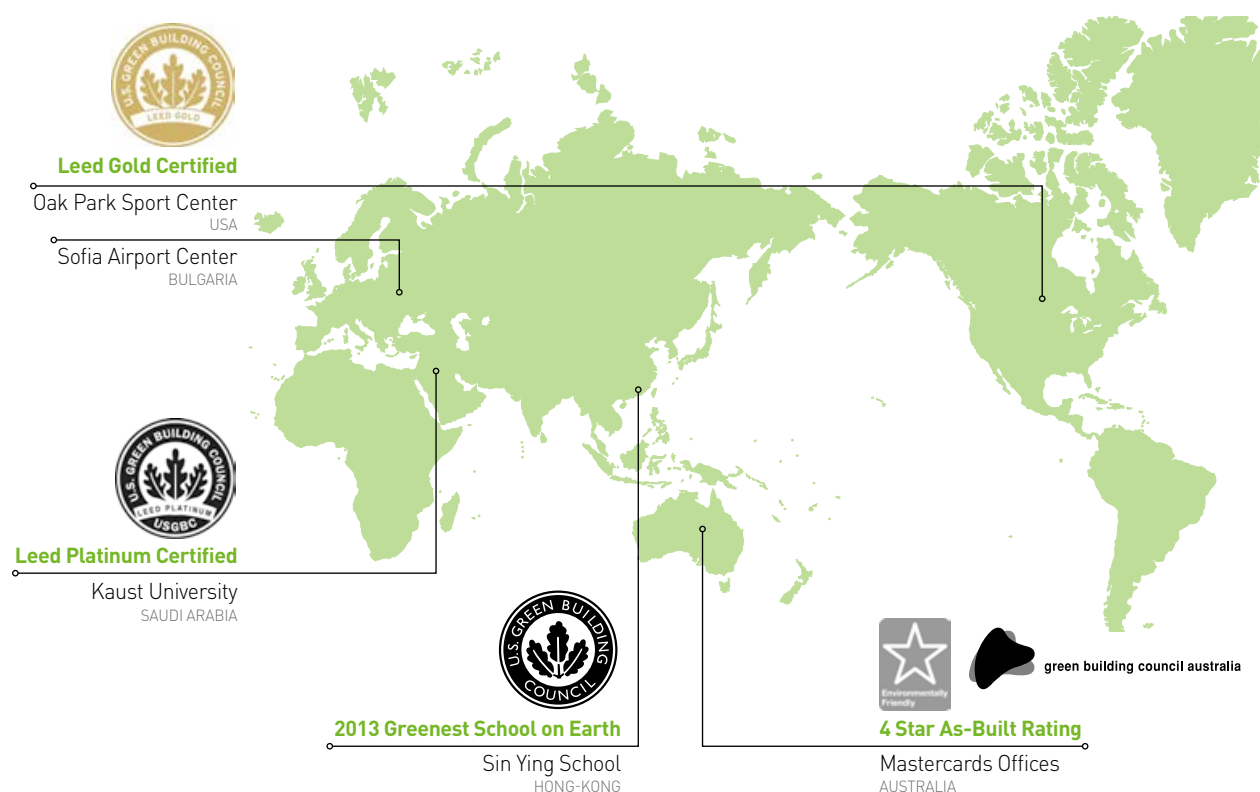 U.S. GREEN BUILDING COUNCIL
LEED GOLD
Leed Gold Certified
Oak Park Sport Center
USA
Sofia Airport Center
BULGARIA
U.S. GREEN BUILDING COUNCIL
LEED PLATINUM
USGBC
Leed Platinum Certified
Kaust University
SAUDI ARABIA
U.S. GREEN BUILDING
COUNCIL
2013 Greenest School on Earth
Sin Ying School
HONG-KONG
Environmentally
Friendly
green building council australia
4 Star As-Built Rating
Mastercards Offices
AUSTRALIA